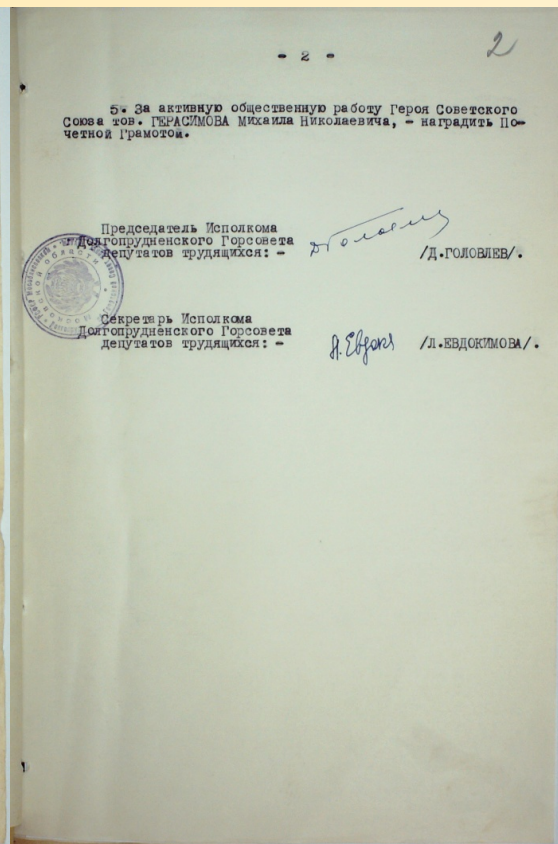 - 2 -
2
5. За активную общественную работу Героя Советского
Союза тов. ГЕРАСИМОВА Михаила Николаевича, - наградить По-
четной Грамотой.
Председатель Исполкома
Долгопрудненского Горсовета
депутатов трудящихся: -
/Д.ГОЛОВЛЕВ/.
Секретарь Исполкома
Долгопрудненского Горсовета
депутатов трудящихся: -
Л.Евдоки
/Л.ЕВДОКИМОВА/.